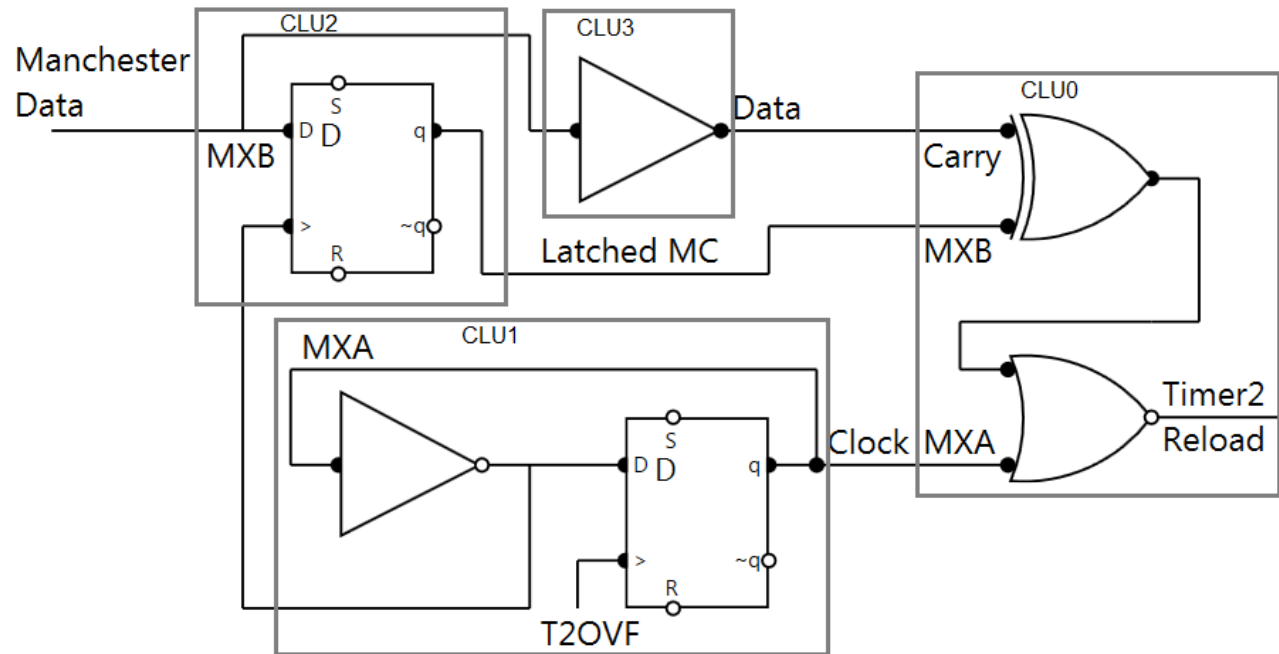 CLU2
CLU3
CLU0
Manchester
Data
MXB
S
D
D
q
>
~q
R
Data
Carry
Latched MC
MXB
CLU1
MXA
S
D
D
q
>
~q
R
T2OVF
Clock
MXA
Timer2
Reload